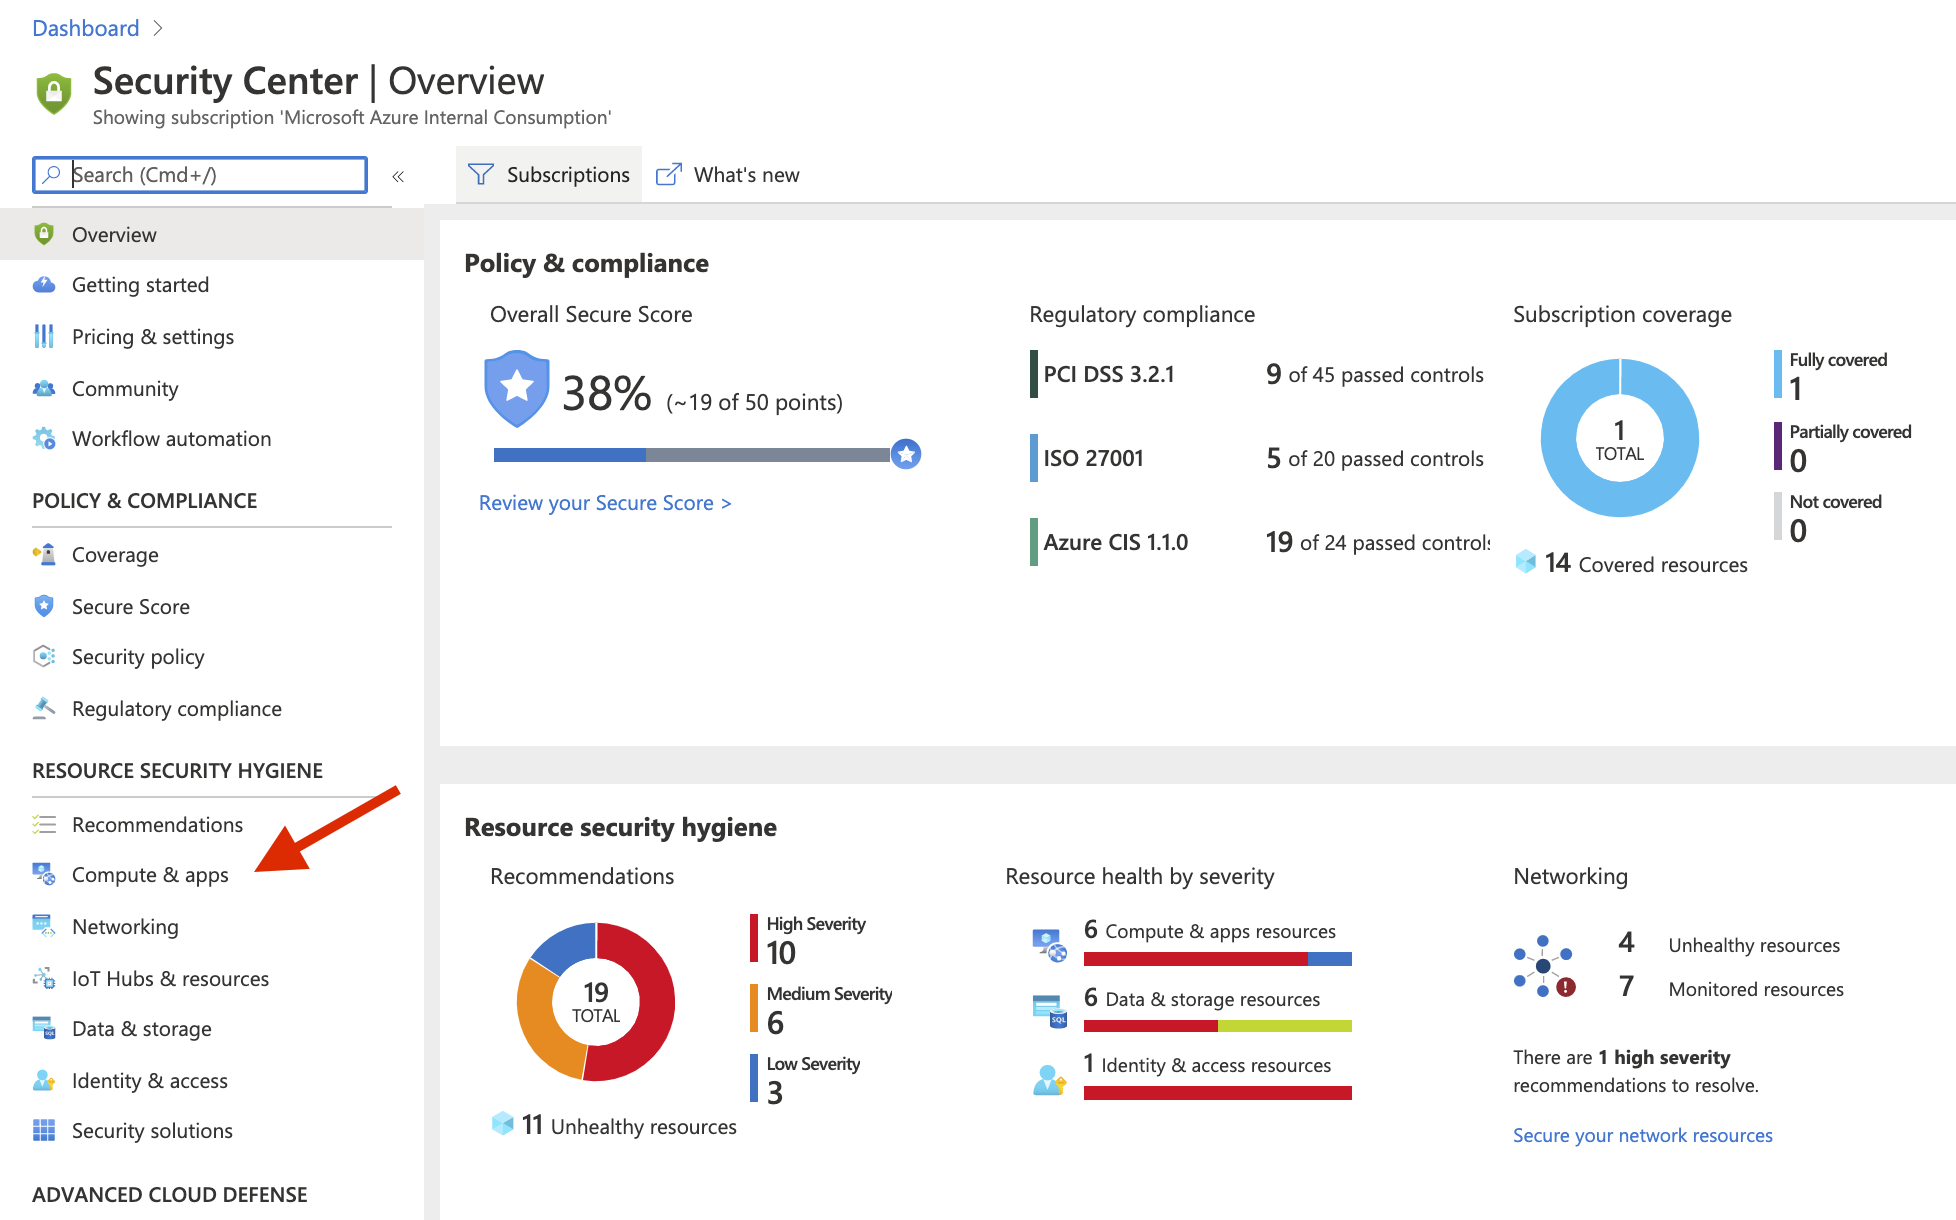 Dashboard
Security Center | Overview
Showing subscription 'Microsoft Azure Internal Consumption'
Search (Cmd+/)
«
Subscriptions
What's new
Overview
Getting started
Pricing & settings
Community
Workflow automation
POLICY & COMPLIANCE
Coverage
Secure Score
Security policy
Regulatory compliance
RESOURCE SECURITY HYGIENE
Recommendations
Compute & apps
Networking
IoT Hubs & resources
Data & storage
Identity & access
Security solutions
ADVANCED CLOUD DEFENSE
Policy & compliance
Overall Secure Score
38% (~19 of 50 points)
Review your Secure Score >
Regulatory compliance
PCI DSS 3.2.1 9 of 45 passed controls
ISO 27001 5 of 20 passed controls
Azure CIS 1.1.0 19 of 24 passed controls
Subscription coverage
1
TOTAL
Fully covered
1
Partially covered
0
Not covered
0
14 Covered resources
Resource security hygiene
Recommendations
19
TOTAL
High Severity
10
Medium Severity
6
Low Severity
3
11 Unhealthy resources
Resource health by severity
6 Compute & apps resources
6 Data & storage resources
SQL
1 Identity & access resources
Networking
4 Unhealthy resources
7 Monitored resources
There are 1 high severity
recommendations to resolve.
Secure your network resources